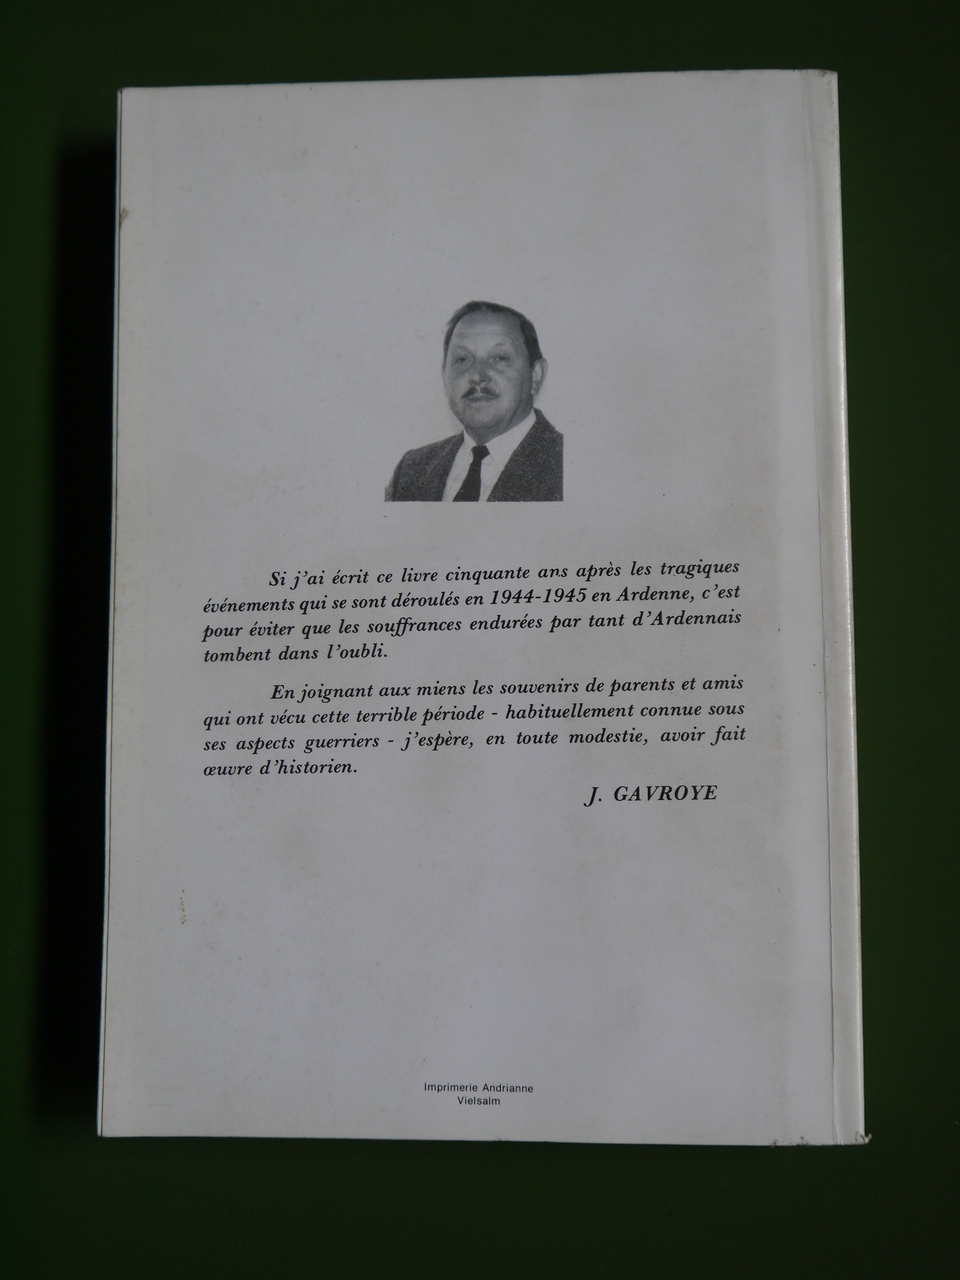 Si j'ai écrit ce livre cinquante ans après les tragiques
événements qui se sont déroulés en 1944-1945 en Ardenne, c'est
pour éviter que les souffrances endurées par tant d'Ardennais
tombent dans l'oubli.
En joignant aux miens les souvenirs de parents et amis
qui ont vécu cette terrible période - habituellement connue sous
ses aspects guerriers - j'espère, en toute modestie, avoir fait
œuvre d'historien.
J. GAVROYE
Imprimerie Andrianne
Vielsalm